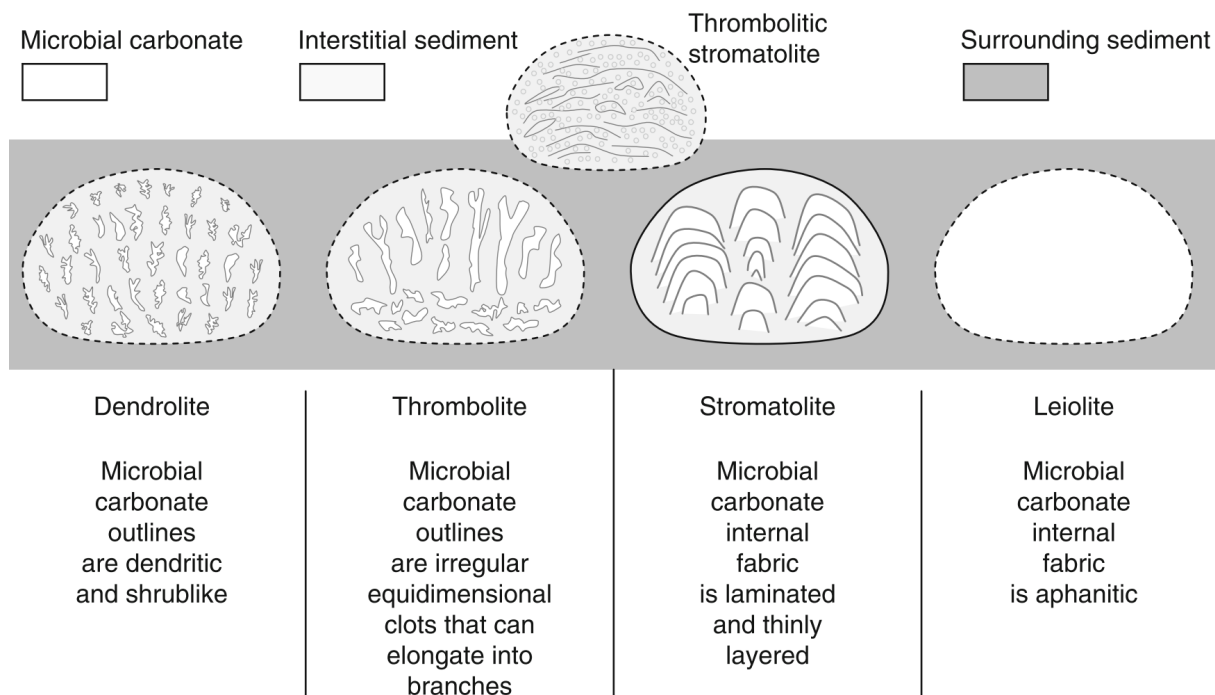 Microbial carbonate
Interstitial sediment
Thrombolitic
stromatolite
Surrounding sediment
Dendrolite
Microbial
carbonate
outlines
are dendritic
and shrublike
Thrombolite
Microbial
carbonate
outlines
are irregular
equidimensional
clots that can
elongate into
branches
Stromatolite
Microbial
carbonate
internal
fabric
is laminated
and thinly
layered
Leiolite
Microbial
carbonate
internal
fabric
is aphanitic